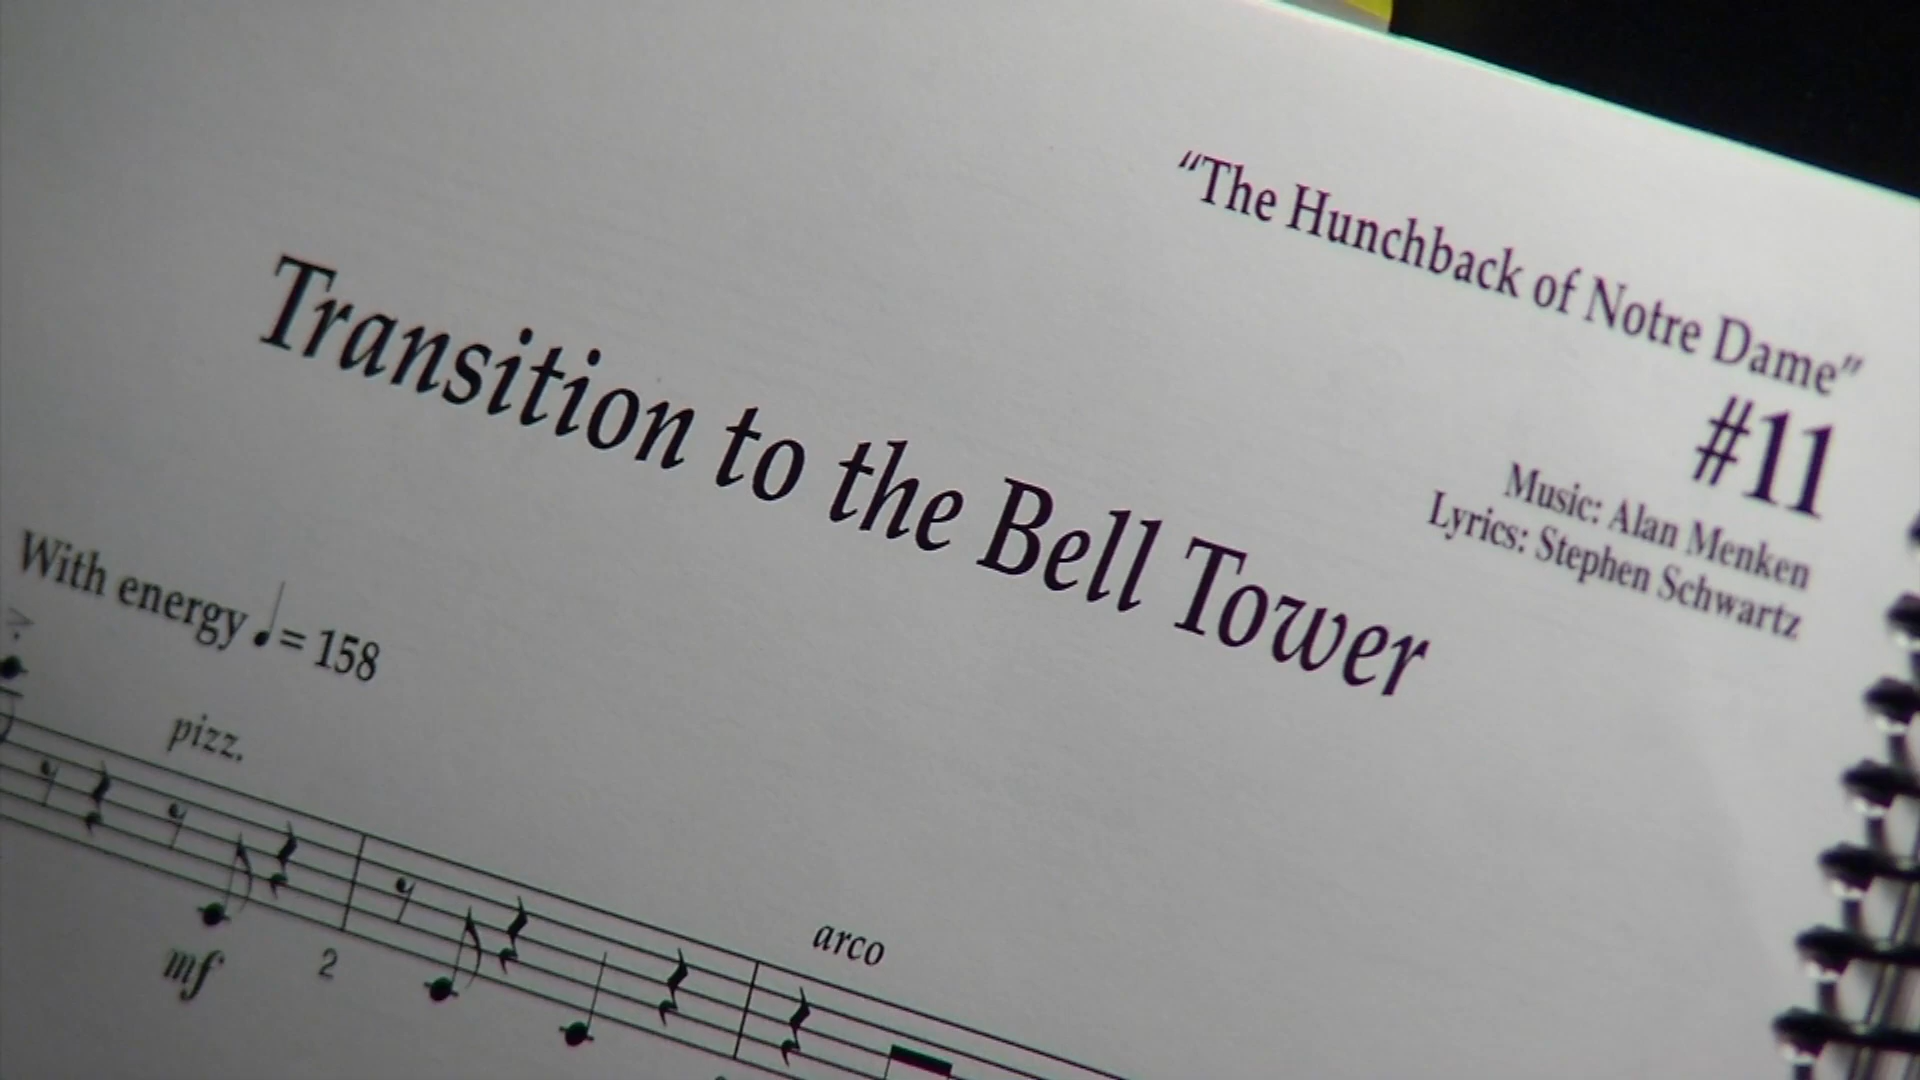 “The Hunchback of Notre Dame”
#11
Music: Alan Menken
Lyrics: Stephen Schwartz
Transition to the Bell Tower
With energy ♩= 158
pizz.
arco
mf
2